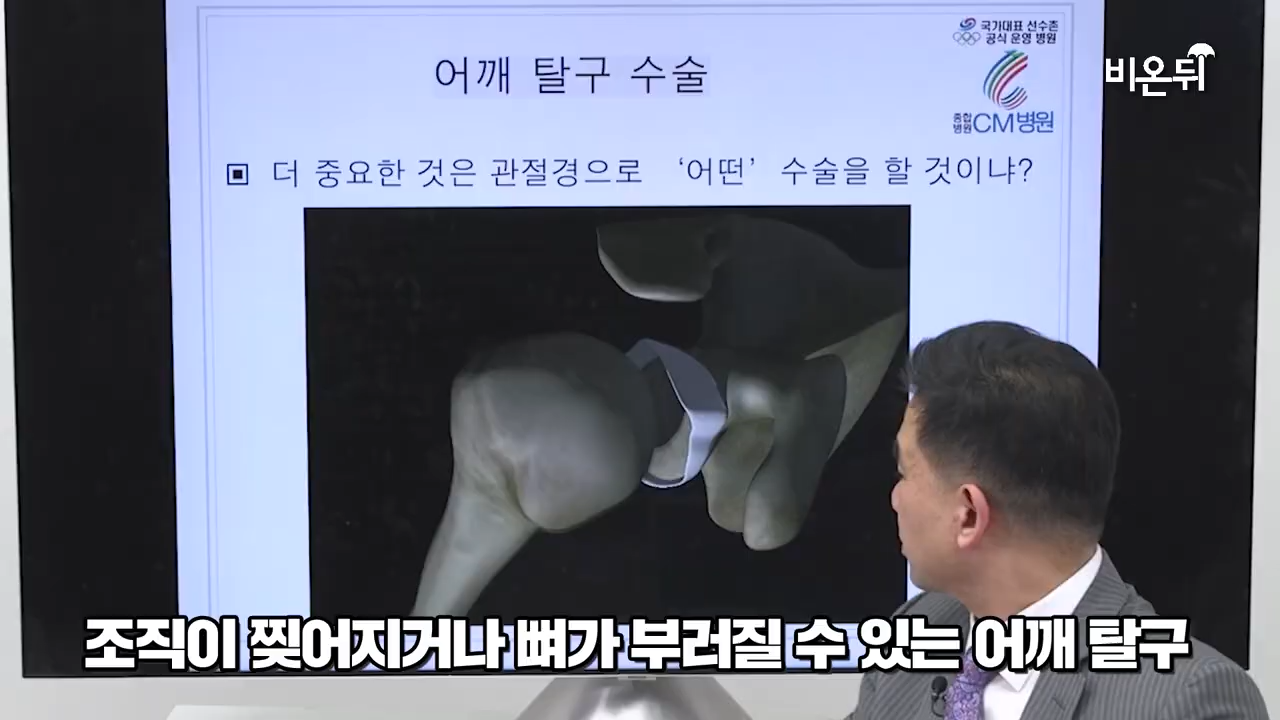 국가대표 선수촌
공식 운영 병원
비온뒤
어깨 탈구 수술
종합
병원 CM병원
▣ 더 중요한 것은 관절경으로 ‘어떤’ 수술을 할 것이냐?
조직이 찢어지거나 뼈가 부러질 수 있는 어깨 탈구